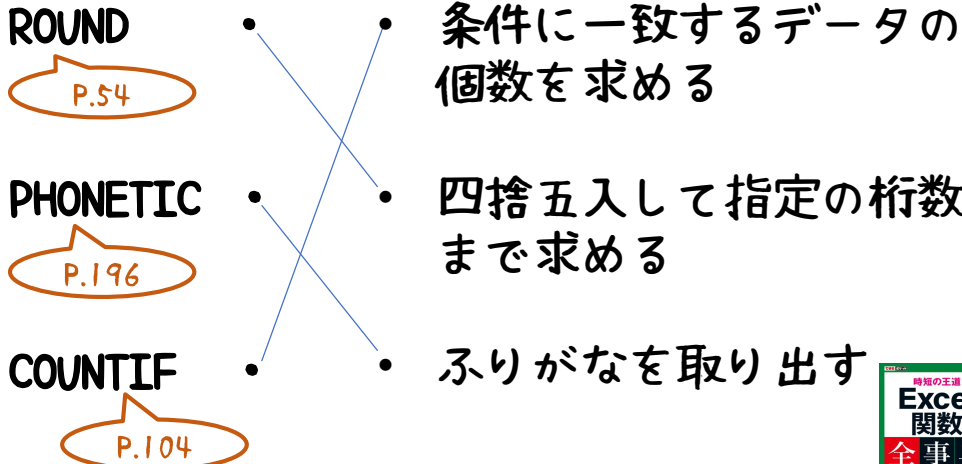 ROUND
条件に一致するデータの
個数を求める
P.54
PHONETIC
四捨五入して指定の桁数
まで求める
P.196
COUNTIF
ふりがなを取り出す
P.104
時短の王道
Exce
関数
全事